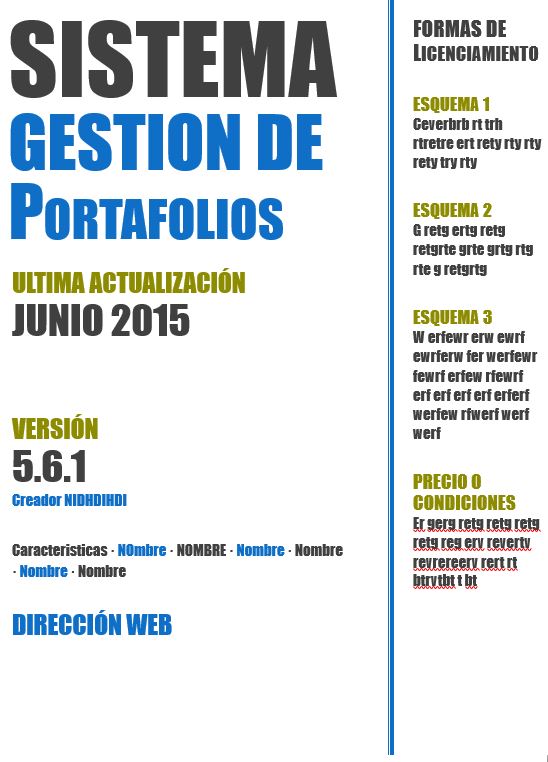 SISTEMA
GESTION DE
PORTAFOLIOS
ULTIMA ACTUALIZACIÓN
JUNIO 2015
VERSIÓN
5.6.1
Creador NIDHDIHDI
Caracteristicas · NOmbre · NOMBRE · Nombre · Nombre
· Nombre · Nombre
DIRECCIÓN WEB
FORMAS DE
LICENCIAMIENTO
ESQUEMA 1
Ceverbrb rt trh
rtretre ert rety rty rty
rety try rty
ESQUEMA 2
G retg ertg retg
retgrte grte grtg rtg
rte g retgrtg
ESQUEMA 3
W erfewr erw ewrf
ewrferw fer werfewr
fewrf erfew rfewrf
erf erf erf erf erferf
werfew rfwerf werf
werf
PRECIO O
CONDICIONES
Er gerg retg retg retg
retg reg erv revertv
revrereerv rert rt
btrvtbt t bt